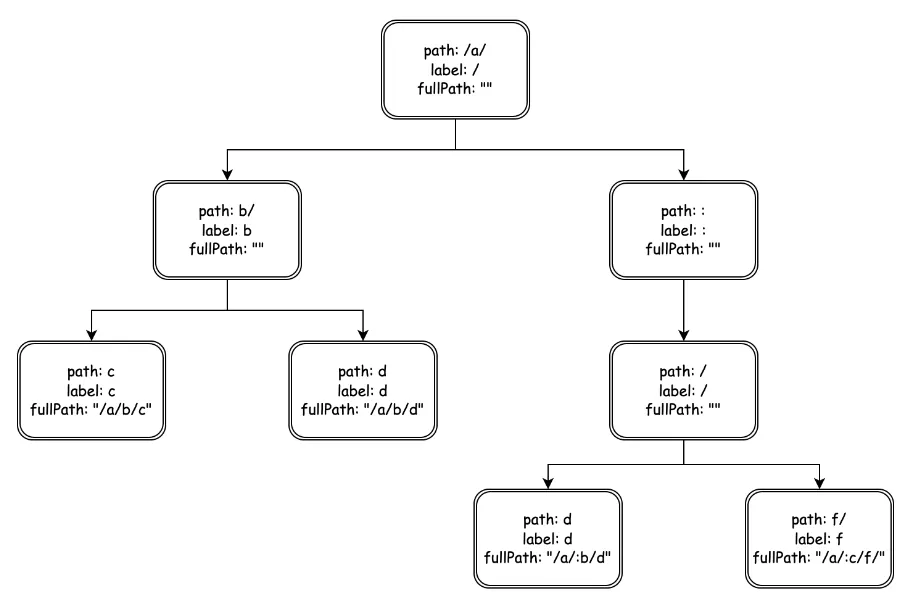 path: /a/
label: /
fullPath: ""
path: b/
label: b
fullPath: ""
path: :
label: :
fullPath: ""
path: c
label: c
fullPath: "/a/b/c"
path: d
label: d
fullPath: "/a/b/d"
path: /
label: /
fullPath: ""
path: d
label: d
fullPath: "/a/:b/d"
path: f/
label: f
fullPath: "/a/:c/f/"